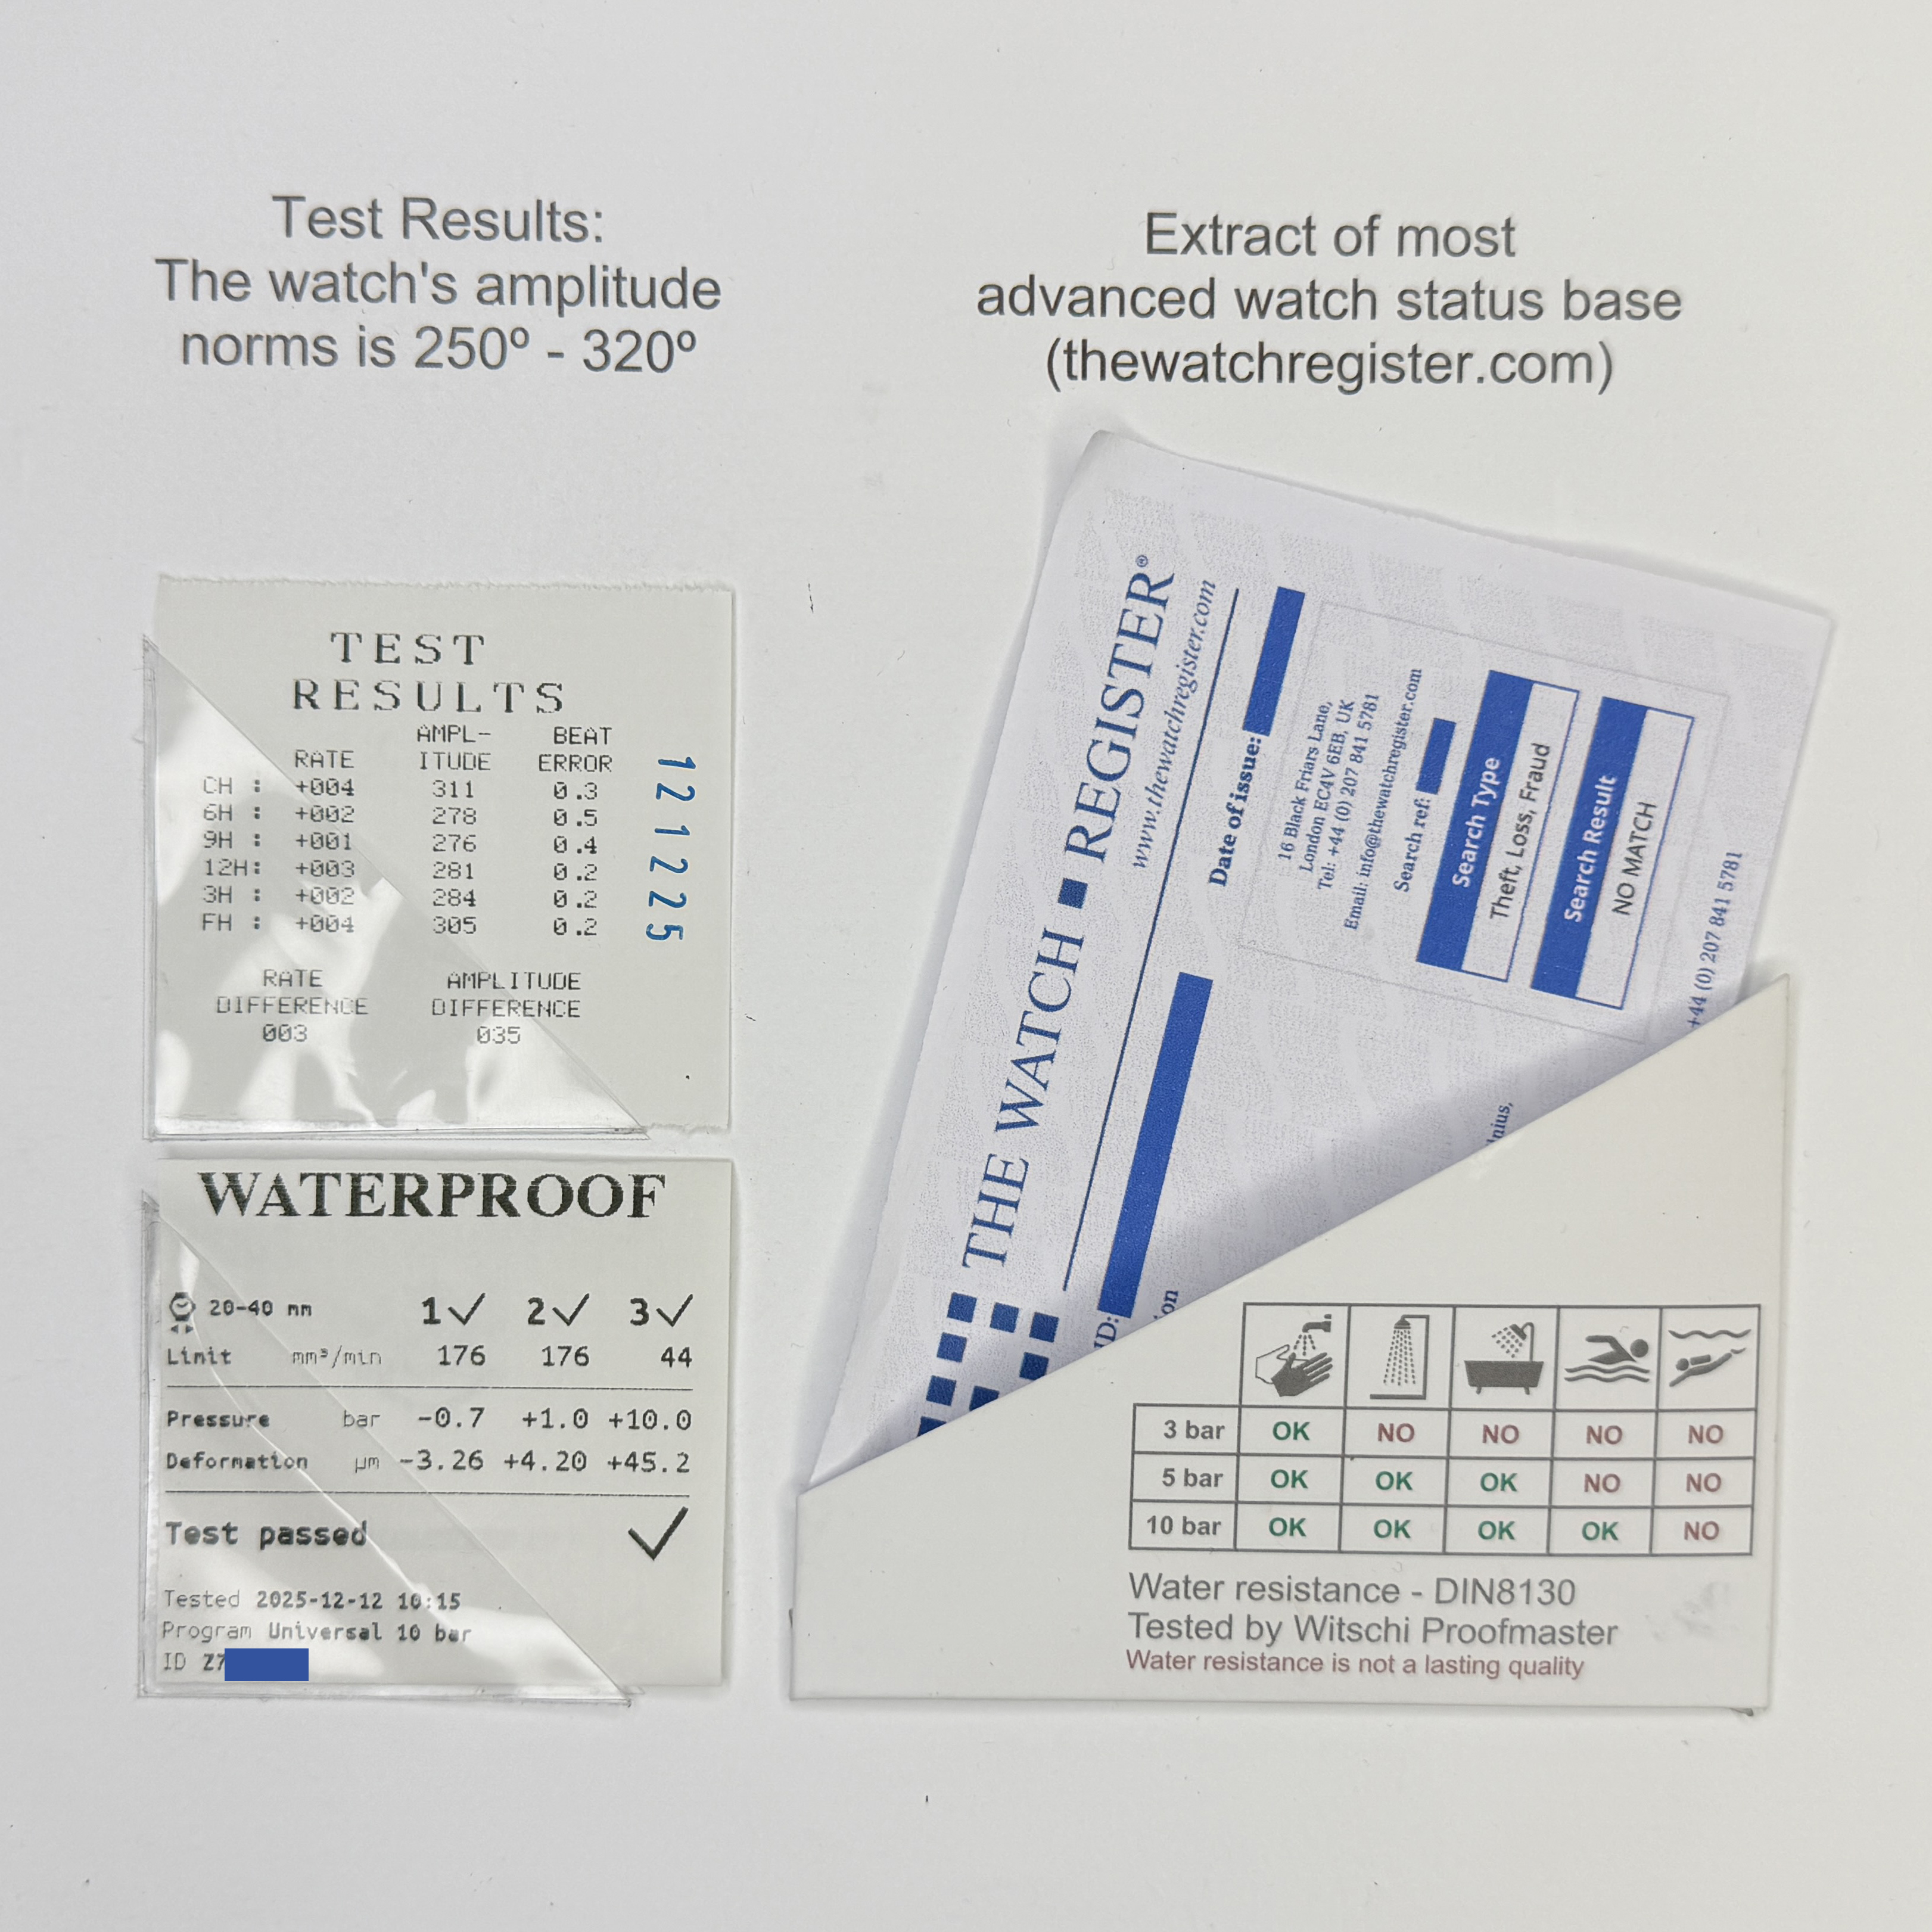 Test Results:
The watch's amplitude
norms is 250º - 320º
Extract of most
advanced watch status base
(thewatchregister.com)
TEST
RESULTS
AMPL- BEAT
RATE ITUDE ERROR
CH : +004 311 0.3
6H : +002 278 0.5
9H : +001 276 0.4
12H: +003 281 0.2
3H : +002 284 0.2
FH : +004 305 0.2
RATE AMPLITUDE
DIFFERENCE DIFFERENCE
003 035
121225
WATERPROOF
20-40 mm 1 2 3
Limit mm³/min 176 176 44
Pressure bar -0.7 +1.0 +10.0
Deformation µm -3.26 +4.20 +45.2
Test passed
Tested 2025-12-12 10:15
Program Universal 10 bar
ID Z7
THE WATCH REGISTER®
www.thewatchregister.com
Date of issue:
ID:
on
16 Black Friars Lane,
London EC4V 6EB, UK
Tel: +44 (0) 207 841 5781
Email: info@thewatchregister.com
Search ref:
Search Type
Theft, Loss, Fraud
Search Result
NO MATCH
nius,
+44 (0) 207 841 5781
3 bar OK NO NO NO NO
5 bar OK OK OK NO NO
10 bar OK OK OK OK NO
Water resistance - DIN8130
Tested by Witschi Proofmaster
Water resistance is not a lasting quality